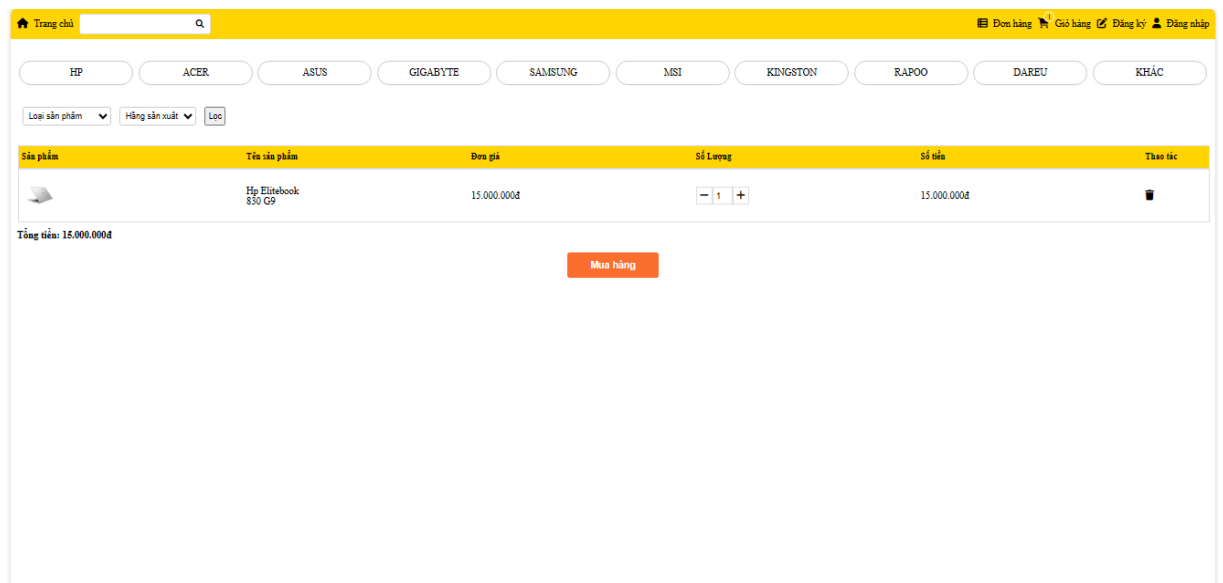 Trang chủ
Đơn hàng 1 Giỏ hàng Đăng ký Đăng nhập
HP ACER ASUS GIGABYTE SAMSUNG MSI KINGSTON RAPOO DAREU KHÁC
Loại sản phẩm Hãng sản xuất Lọc
Sản phẩm Tên sản phẩm Đơn giá Số Lượng Số tiền Thao tác
Hp Elitebook
830 G9
15.000.000đ − 1 + 15.000.000đ
Tổng tiền: 15.000.000đ
Mua hàng